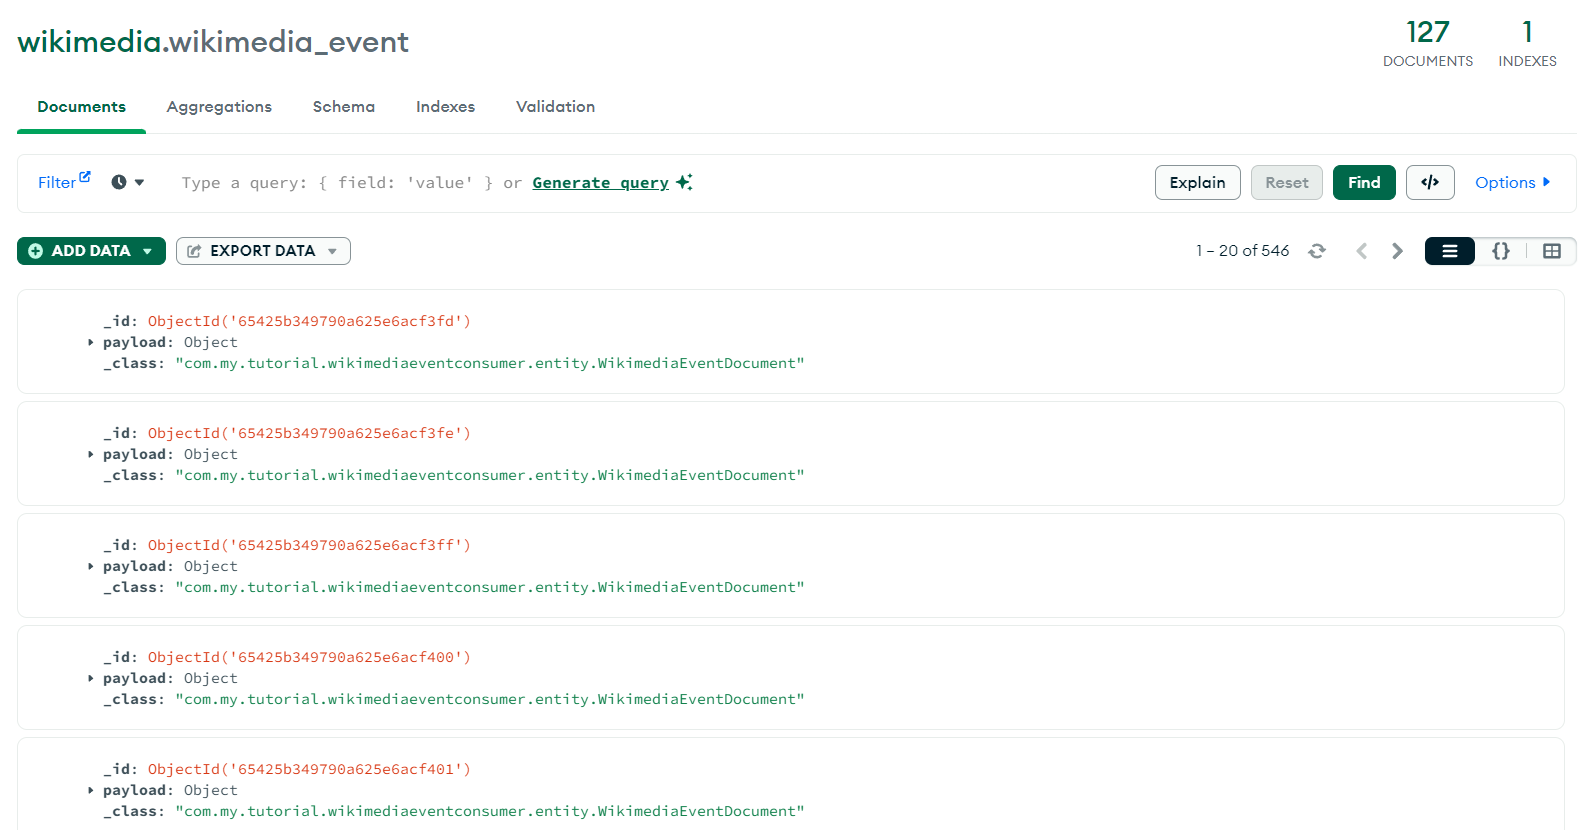 wikimedia.wikimedia_event
127
DOCUMENTS
1
INDEXES
Documents Aggregations Schema Indexes Validation
Filter Type a query: { field: 'value' } or Generate query Explain Reset Find </> Options
ADD DATA EXPORT DATA 1 – 20 of 546 {}
_id: ObjectId('65425b349790a625e6acf3fd')
payload: Object
_class: "com.my.tutorial.wikimediaeventconsumer.entity.WikimediaEventDocument"
_id: ObjectId('65425b349790a625e6acf3fe')
payload: Object
_class: "com.my.tutorial.wikimediaeventconsumer.entity.WikimediaEventDocument"
_id: ObjectId('65425b349790a625e6acf3ff')
payload: Object
_class: "com.my.tutorial.wikimediaeventconsumer.entity.WikimediaEventDocument"
_id: ObjectId('65425b349790a625e6acf400')
payload: Object
_class: "com.my.tutorial.wikimediaeventconsumer.entity.WikimediaEventDocument"
_id: ObjectId('65425b349790a625e6acf401')
payload: Object
_class: "com.my.tutorial.wikimediaeventconsumer.entity.WikimediaEventDocument"